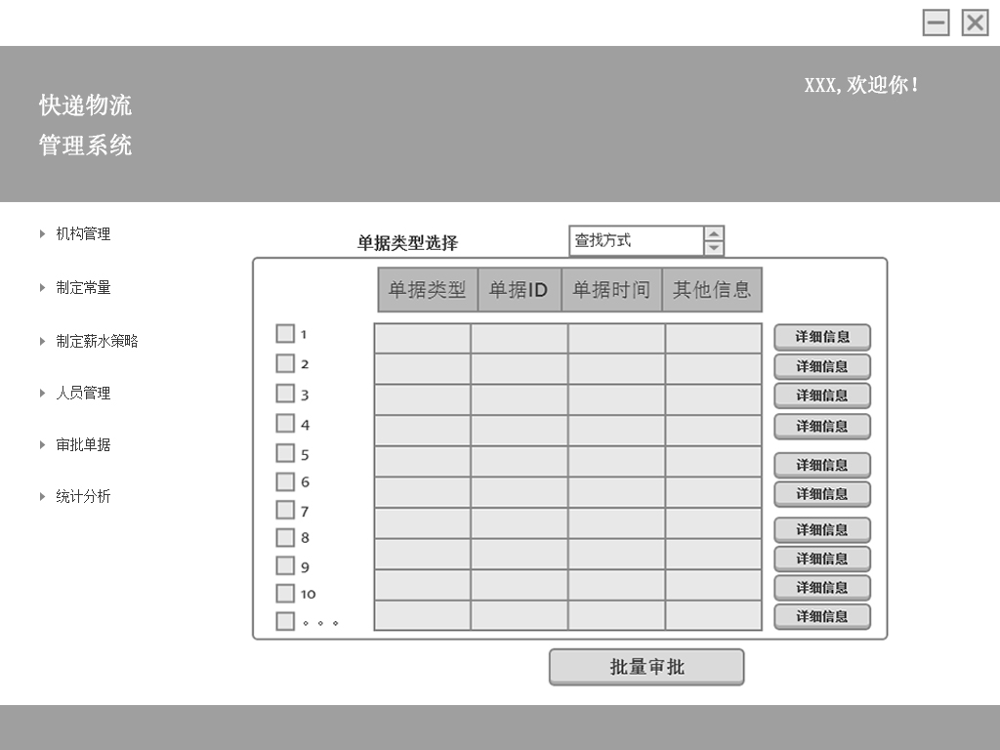 XXX,欢迎你!
快递物流
管理系统
机构管理
制定常量
制定薪水策略
人员管理
审批单据
统计分析
单据类型选择
查找方式
单据类型 单据ID 单据时间 其他信息
1 详细信息
2 详细信息
3 详细信息
4 详细信息
5 详细信息
6 详细信息
7 详细信息
8 详细信息
9 详细信息
10 详细信息
。。。
批量审批